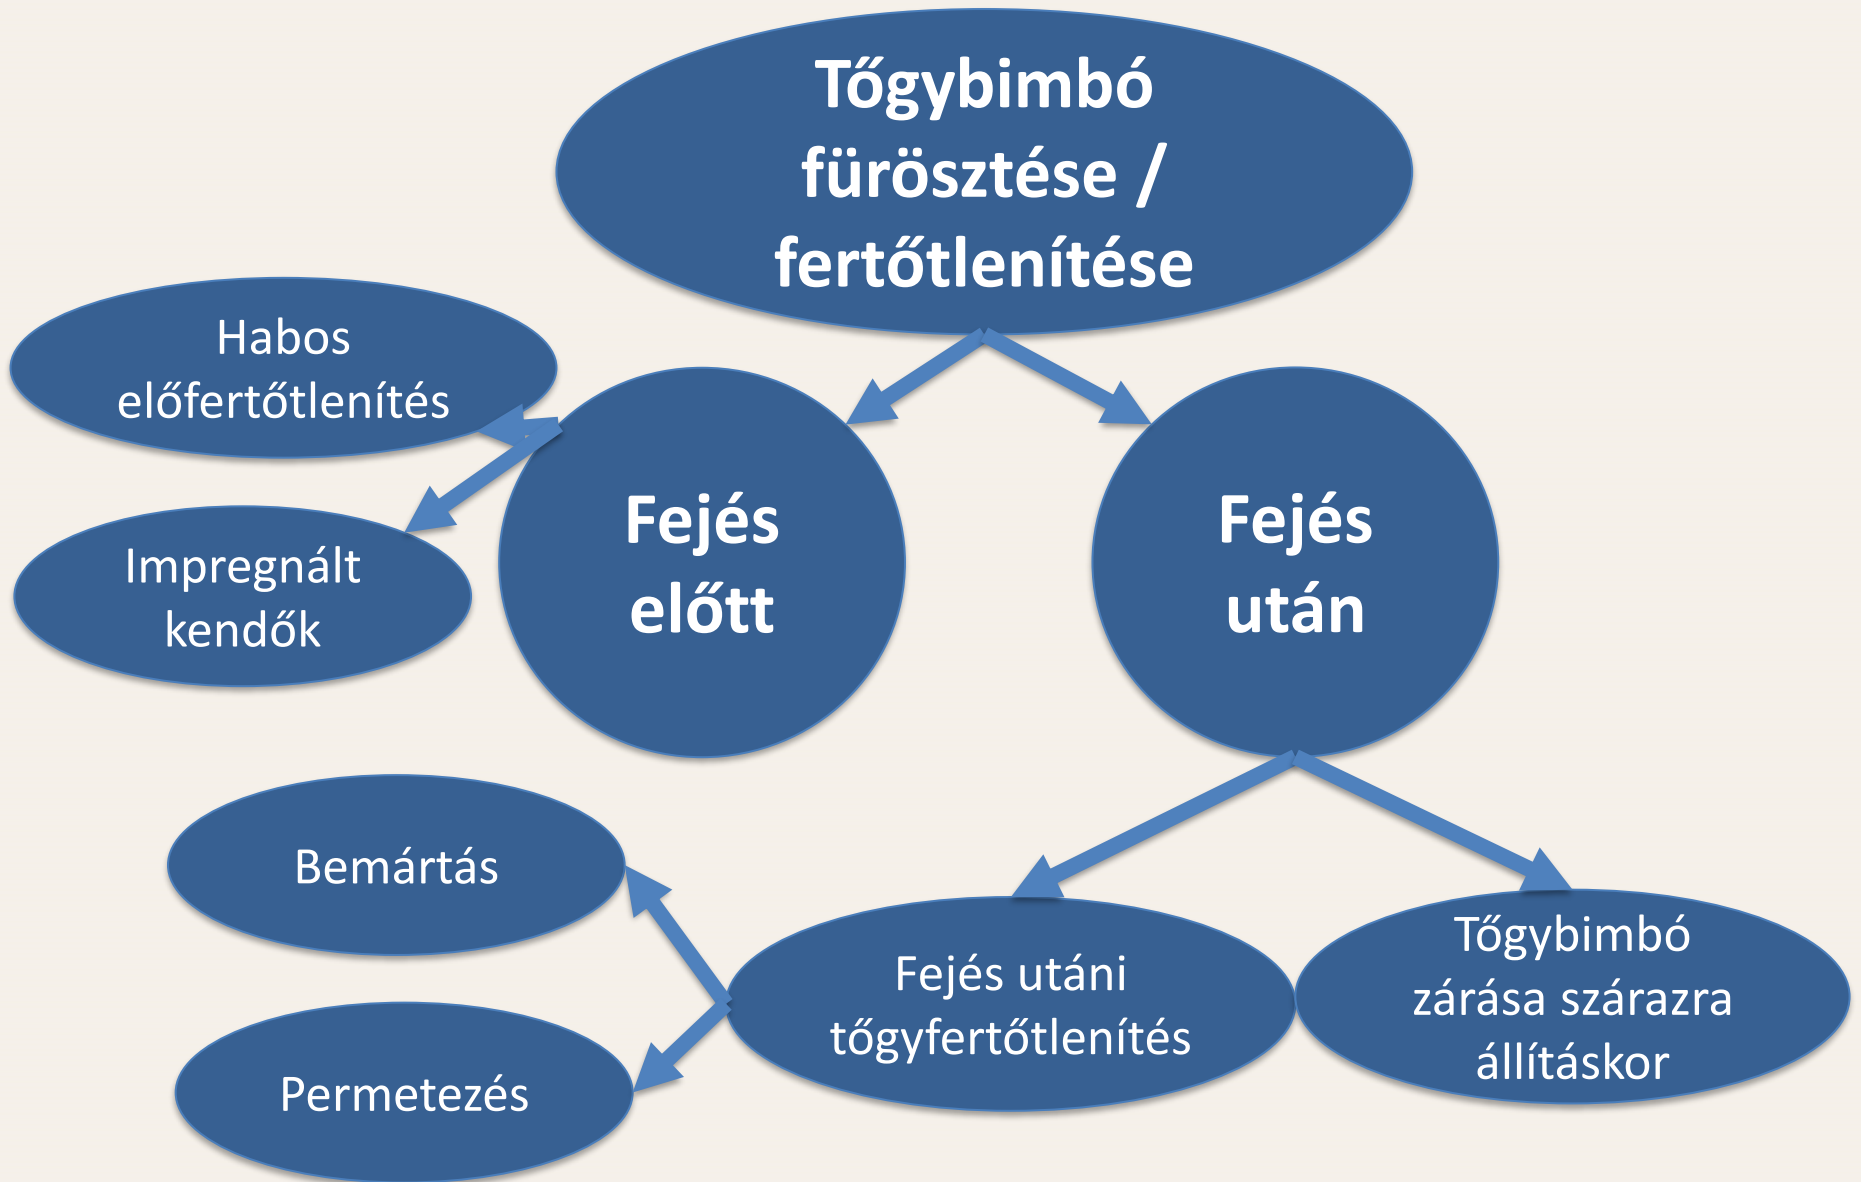 Tőgybimbó
fürösztése /
fertőtlenítése
Habos
előfertőtlenítés
Impregnált
kendők
Fejés
előtt
Fejés
után
Bemártás
Permetezés
Fejés utáni
tőgyfertőtlenítés
Tőgybimbó
zárása szárazra
állításkor